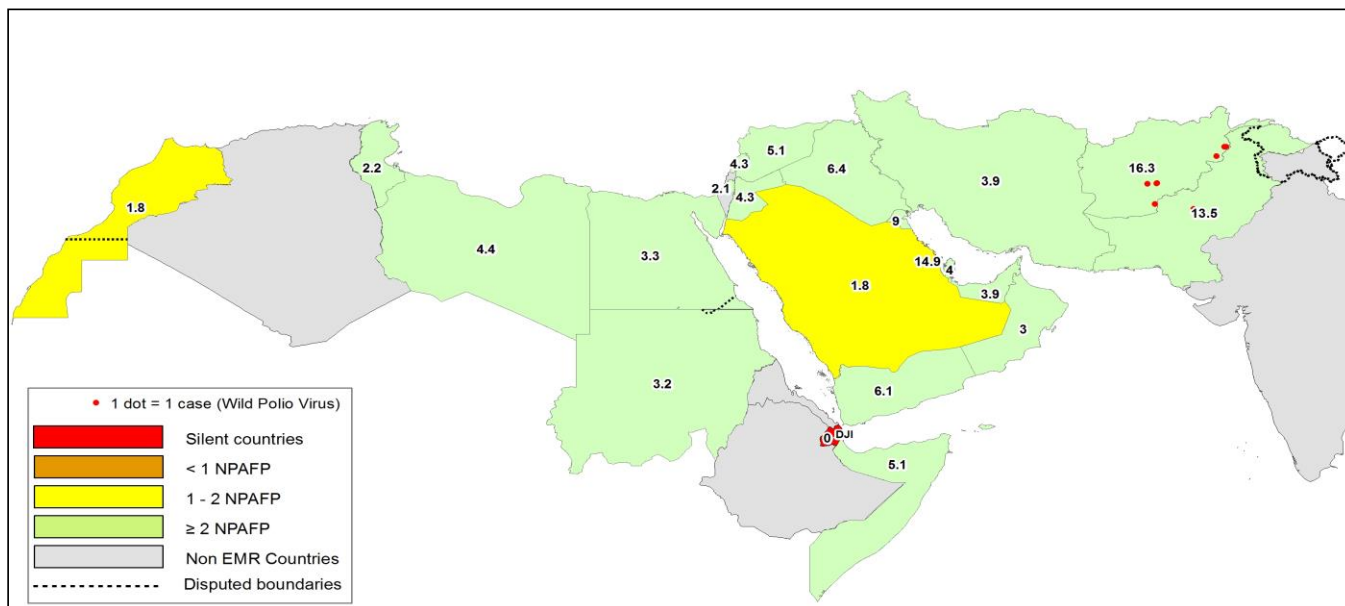 5.1
4.3
6.4
2.2
2.1
4.3
3.9
16.3
13.5
1.8
9
4.4
3.3
14.9
4
1.8
3.9
3
3.2
6.1
0
DJI
5.1
1 dot = 1 case (Wild Polio Virus)
Silent countries
< 1 NPAFP
1 - 2 NPAFP
≥ 2 NPAFP
Non EMR Countries
Disputed boundaries